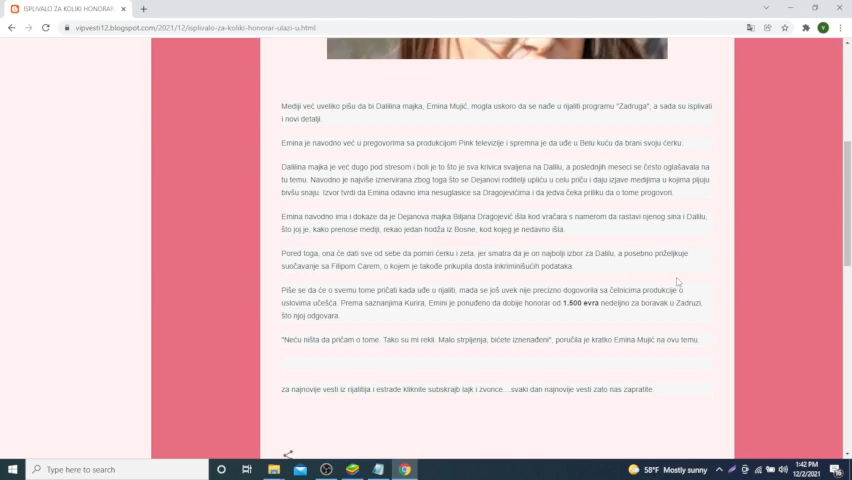 ISPLIVALO ZA KOLIKI HONORAR
vipvesti12.blogspot.com/2021/12/isplivalo-za-koliki-honorar-ulazi-u.html
Mediji već uveliko pišu da bi Dalilina majka, Emina Mujić, mogla uskoro da se nađe u rijaliti programu "Zadruga", a sada su isplivali
i novi detalji.
Emina je navodno već u pregovorima sa produkcijom Pink televizije i spremna je da uđe u Belu kuću da brani svoju ćerku.
Dalilina majka je već dugo pod stresom i boli je to što je sva krivica svaljena na Dalilu, a poslednjih meseci se često oglašavala na
tu temu. Navodno je najviše iznervirana zbog toga što se Dejanovi roditelji upliću u celu priču i daju izjave medijima u kojima pljuju
bivšu snaju. Izvor tvrdi da Emina odavno ima nesuglasice sa Dragojevićima i da jedva čeka priliku da o tome progovori.
Emina navodno ima i dokaze da je Dejanova majka Biljana Dragojević išla kod vračara s namerom da rastavi njenog sina i Dalilu,
što joj je, kako prenose mediji, rekao jedan hodža iz Bosne, kod kojeg je nedavno išla.
Pored toga, ona će dati sve od sebe da pomiri ćerku i zeta, jer smatra da je on najbolji izbor za Dalilu, a posebno priželjkuje
suočavanje sa Filipom Carem, o kojem je takođe prikupila dosta inkriminišućih podataka.
Piše se da će o svemu tome pričati kada uđe u rijaliti, mada se još uvek nije precizno dogovorila sa čelnicima produkcije o
uslovima učešća. Prema saznanjima Kurira, Emini je ponuđeno da dobije honorar od 1.500 evra nedeljno za boravak u Zadruzi,
što njoj odgovara.
"Neću ništa da pričam o tome. Tako su mi rekli. Malo strpljenja, bićete iznenađeni", poručila je kratko Emina Mujić na ovu temu.
za najnovije vesti iz rijalitija i estrade kliknite subskrajb lajk i zvonce....svaki dan najnovije vesti zato nas zapratite.
Type here to search
58°F Mostly sunny
1:42 PM
12/2/2021